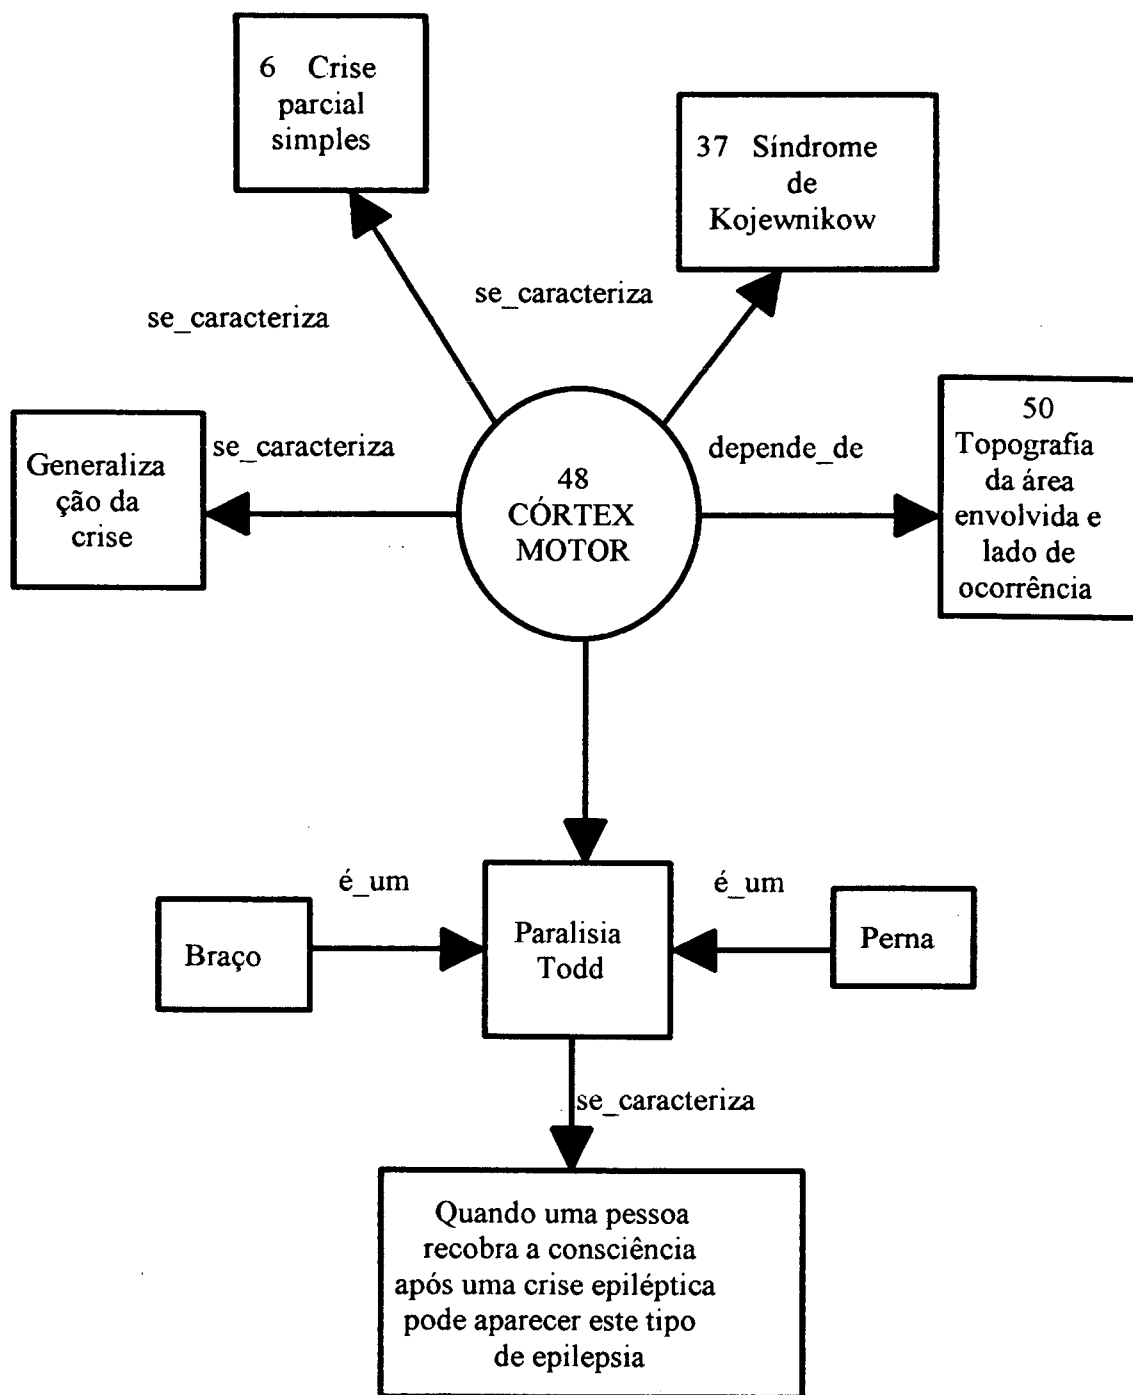 6 Crise
parcial
simples
37 Síndrome
de
Kojewnikow
se_caracteriza
se_caracteriza
Generaliza
ção da
crise
se_caracteriza
48
CÓRTEX
MOTOR
depende_de
50
Topografia
da área
envolvida e
lado de
ocorrência
Braço
é_um
Paralisia
Todd
é_um
Perna
se_caracteriza
Quando uma pessoa
recobra a consciência
após uma crise epiléptica
pode aparecer este tipo
de epilepsia